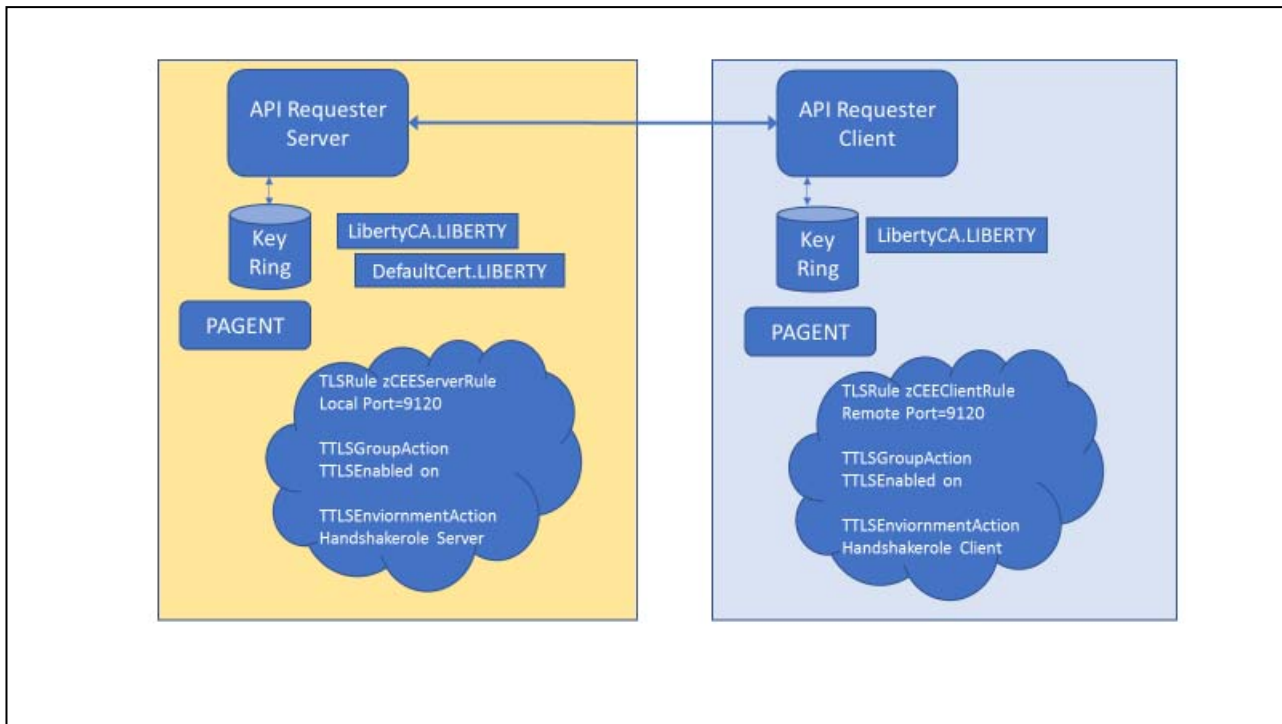 API Requester
Server
Key
Ring
LibertyCA.LIBERTY
DefaultCert.LIBERTY
PAGENT
TLSRule zCEEServerRule
Local Port=9120
TTLSGroupAction
TTLSEnabled on
TTLSEnviornmentAction
Handshakerole Server
API Requester
Client
Key
Ring
LibertyCA.LIBERTY
PAGENT
TLSRule zCEEClientRule
Remote Port=9120
TTLSGroupAction
TTLSEnabled on
TTLSEnviornmentAction
Handshakerole Client